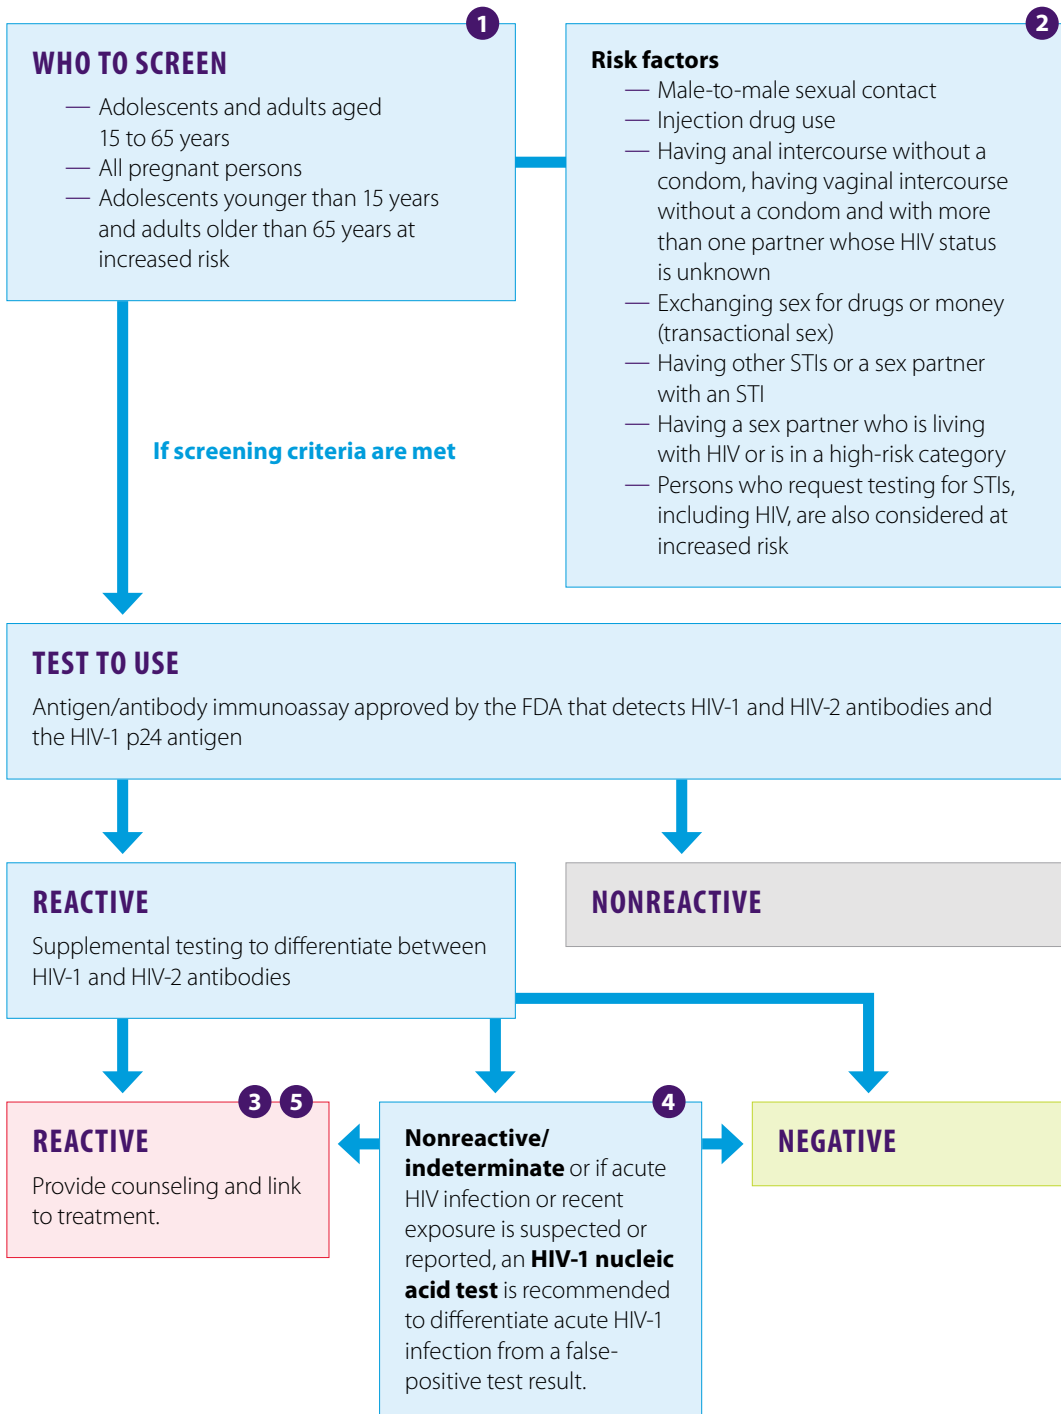 1
WHO TO SCREEN
— Adolescents and adults aged
15 to 65 years
— All pregnant persons
— Adolescents younger than 15 years
and adults older than 65 years at
increased risk
2
Risk factors
— Male-to-male sexual contact
— Injection drug use
— Having anal intercourse without a
condom, having vaginal intercourse
without a condom and with more
than one partner whose HIV status
is unknown
— Exchanging sex for drugs or money
(transactional sex)
— Having other STIs or a sex partner
with an STI
— Having a sex partner who is living
with HIV or is in a high-risk category
— Persons who request testing for STIs,
including HIV, are also considered at
increased risk
If screening criteria are met
TEST TO USE
Antigen/antibody immunoassay approved by the FDA that detects HIV-1 and HIV-2 antibodies and
the HIV-1 p24 antigen
REACTIVE
Supplemental testing to differentiate between
HIV-1 and HIV-2 antibodies
NONREACTIVE
3 5
REACTIVE
Provide counseling and link
to treatment.
4
Nonreactive/
indeterminate or if acute
HIV infection or recent
exposure is suspected or
reported, an HIV-1 nucleic
acid test is recommended
to differentiate acute HIV-1
infection from a false-
positive test result.
NEGATIVE